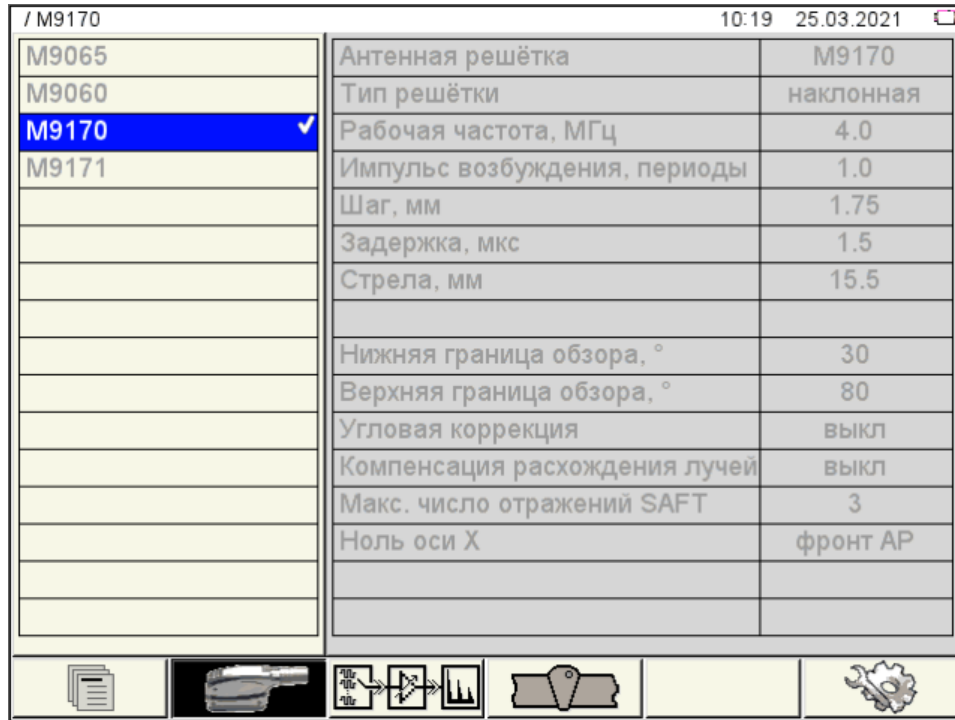 / M9170 10:19 25.03.2021
M9065
M9060
M9170
M9171
Антенная решётка M9170
Тип решётки наклонная
Рабочая частота, МГц 4.0
Импульс возбуждения, периоды 1.0
Шаг, мм 1.75
Задержка, мкс 1.5
Стрела, мм 15.5
Нижняя граница обзора, ° 30
Верхняя граница обзора, ° 80
Угловая коррекция выкл
Компенсация расхождения лучей выкл
Макс. число отражений SAFT 3
Ноль оси X фронт АР